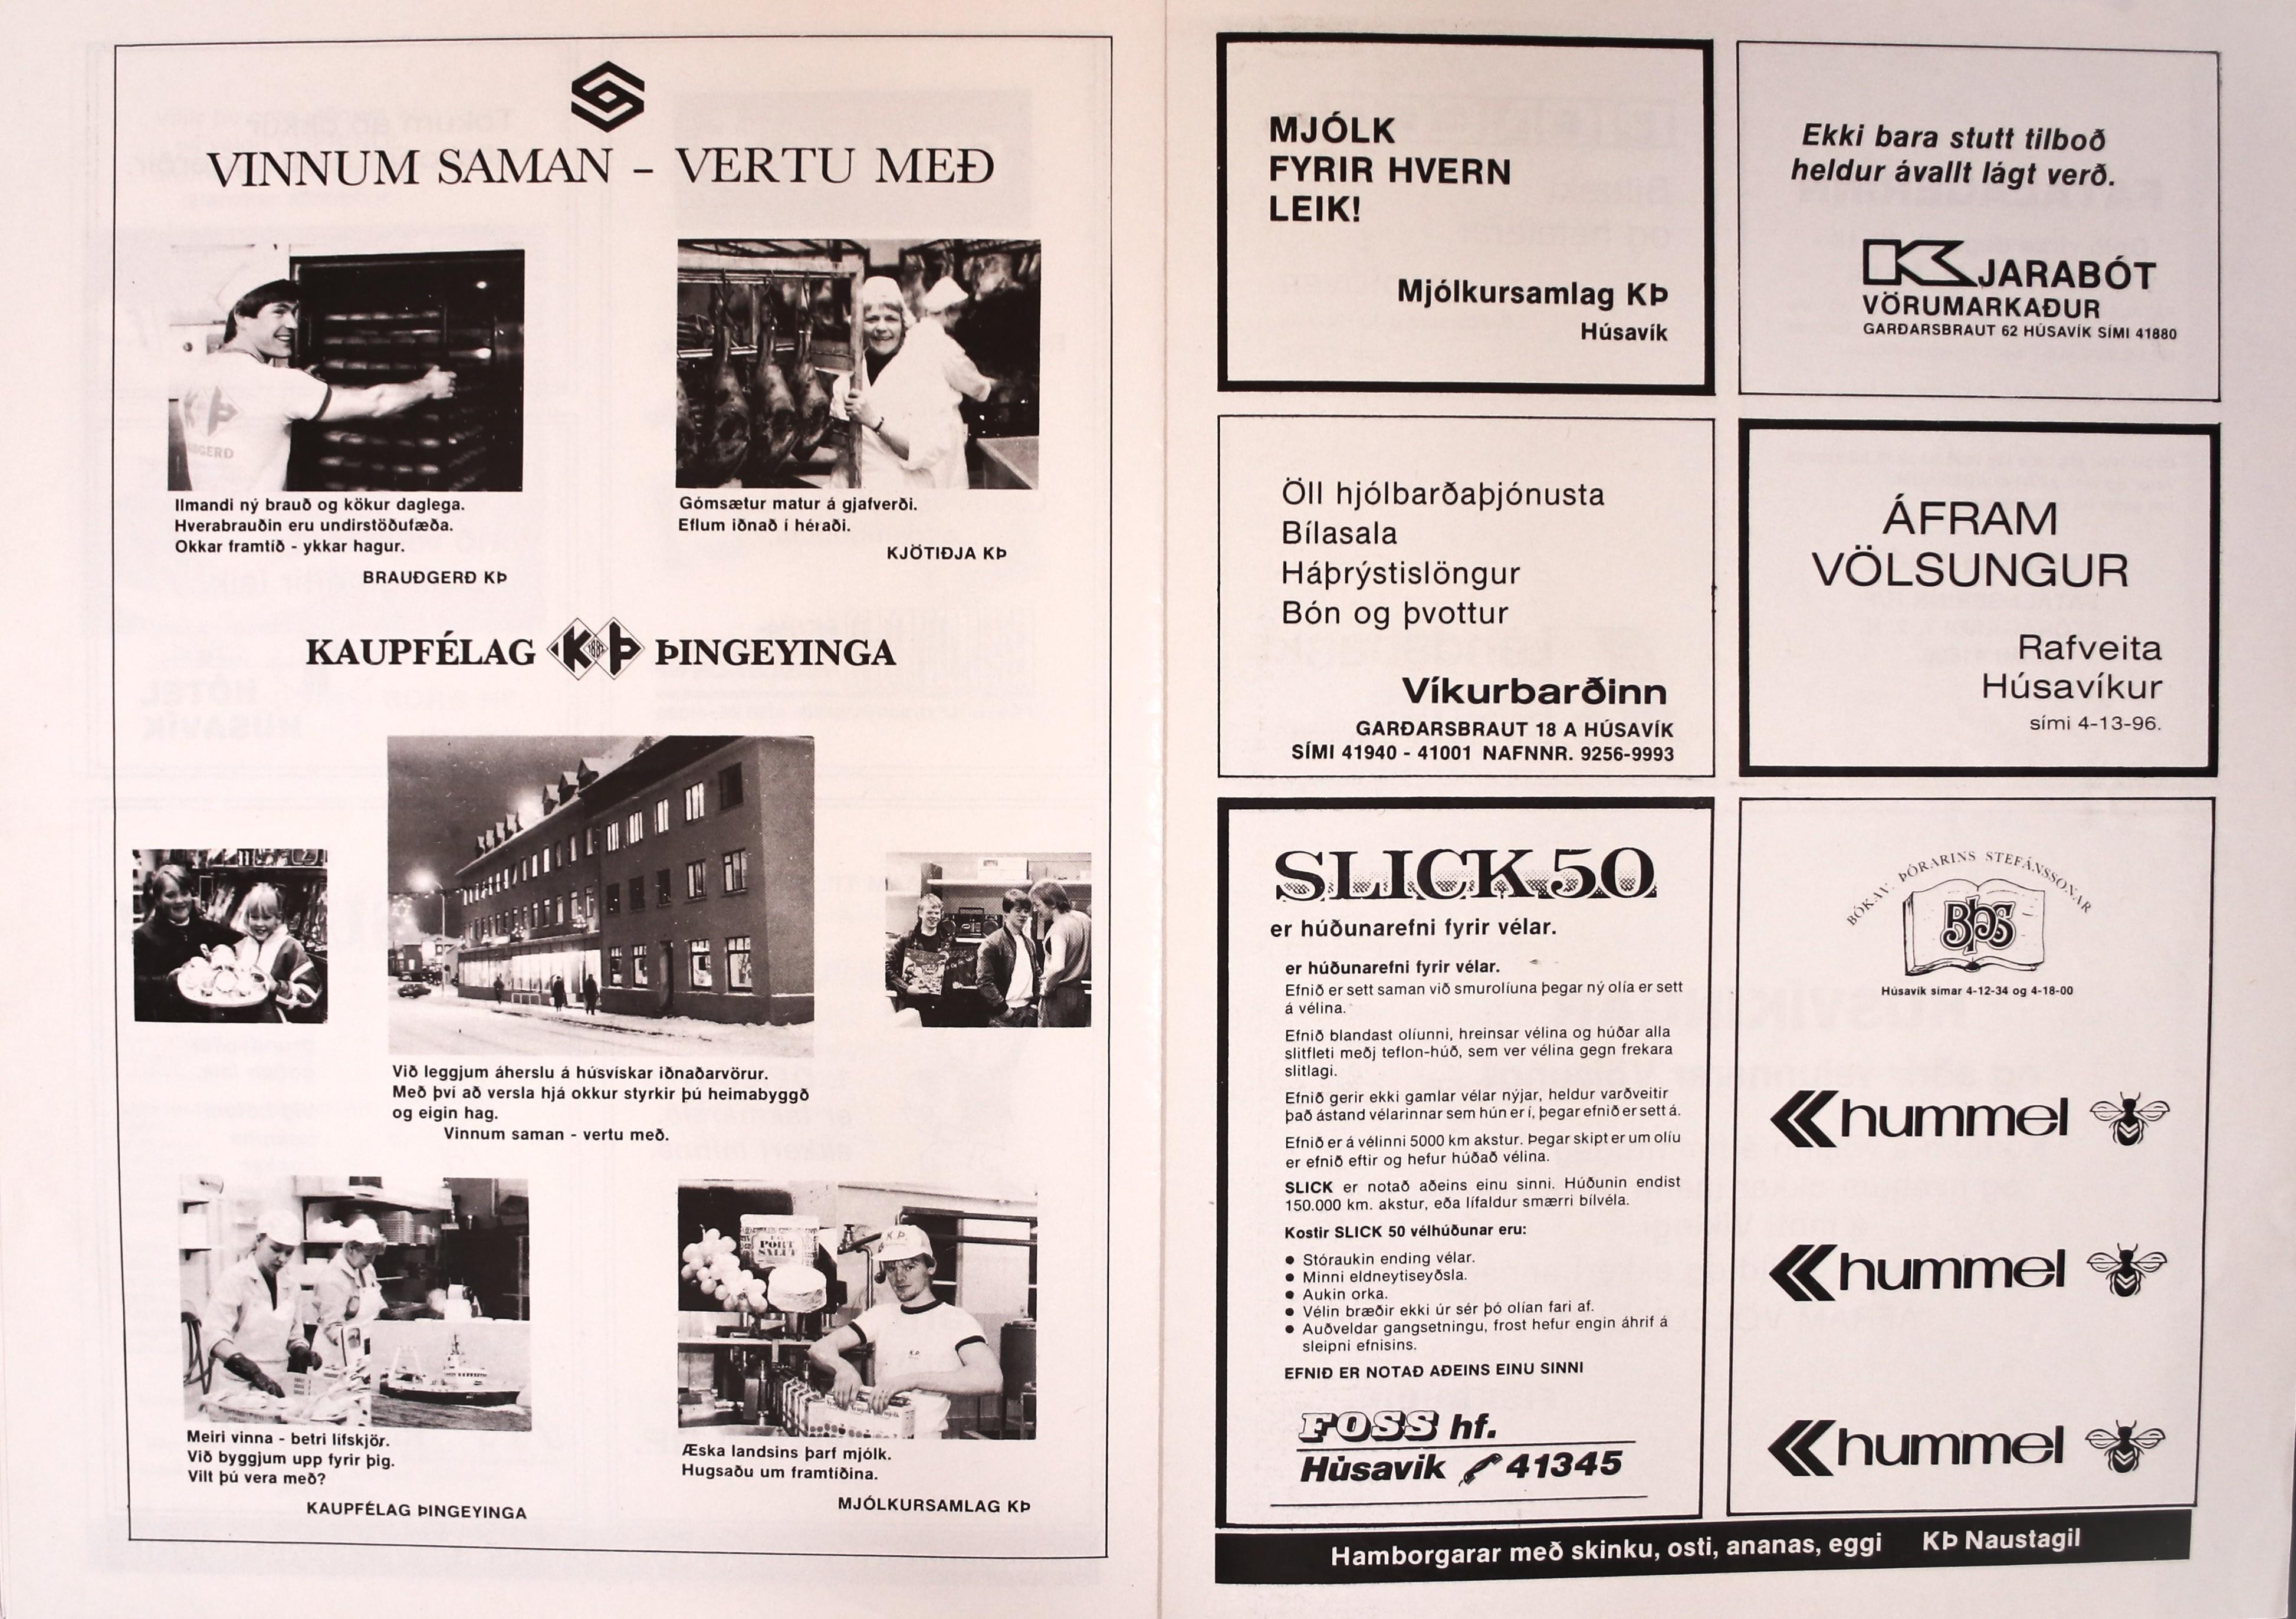 VINNUM SAMAN - VERTU MEÐ
Ilmandi ný brauð og kökur daglega.
Hverabrauðin eru undirstöðufæða.
Okkar framtíð - ykkar hagur.
BRAUÐGERÐ KÞ
Gómsætur matur á gjafverði.
Eflum iðnað í héraði.
KJÖTIÐJA KÞ
KAUPFÉLAG KÞ ÞINGEYINGA
Við leggjum áherslu á húsvískar iðnaðarvörur.
Með því að versla hjá okkur styrkir þú heimabyggð
og eigin hag.
Vinnum saman - vertu með.
PORT
SALUT
Meiri vinna - betri lífskjör.
Við byggjum upp fyrir þig.
Vilt þú vera með?
KAUPFÉLAG ÞINGEYINGA
Æska landsins þarf mjólk.
Hugsaðu um framtíðina.
MJÓLKURSAMLAG KÞ
MJÓLK
FYRIR HVERN
LEIK!
Mjólkursamlag KÞ
Húsavík
Ekki bara stutt tilboð
heldur ávallt lágt verð.
KJARABÓT
VÖRUMARKAÐUR
GARÐARSBRAUT 62 HÚSAVÍK SÍMI 41880
Öll hjólbarðaþjónusta
Bílasala
Háþrýstislöngur
Bón og þvottur
Víkurbarðinn
GARÐARSBRAUT 18 A HÚSAVÍK
SÍMI 41940 - 41001 NAFNNR. 9256-9993
ÁFRAM
VÖLSUNGUR
Rafveita
Húsavíkur
sími 4-13-96.
SLICK 50
er húðunarefni fyrir vélar.
er húðunarefni fyrir vélar.
Efnið er sett saman við smurolíuna þegar ný olía er sett
á vélina.
Efnið blandast olíunni, hreinsar vélina og húðar alla
slitfleti meðj teflon-húð, sem ver vélina gegn frekara
slitlagi.
Efnið gerir ekki gamlar vélar nýjar, heldur varðveitir
það ástand vélarinnar sem hún er í, þegar efnið er sett á.
Efnið er á vélinni 5000 km akstur. Þegar skipt er um olíu
er efnið eftir og hefur húðað vélina.
SLICK er notað aðeins einu sinni. Húðunin endist
150.000 km. akstur, eða lífaldur smærri bílvéla.
Kostir SLICK 50 vélhúðunar eru:
● Stóraukin ending vélar.
● Minni eldneytiseyðsla.
● Aukin orka.
● Vélin bræðir ekki úr sér þó olían fari af.
● Auðveldar gangsetningu, frost hefur engin áhrif á
sleipni efnisins.
EFNIÐ ER NOTAÐ AÐEINS EINU SINNI
FOSS hf.
Húsavik 41345
BÓKAV. ÞÓRARINS STEFÁNSSONAR
BÞS
Húsavík símar 4-12-34 og 4-18-00
hummel
hummel
hummel
Hamborgarar með skinku, osti, ananas, eggi KÞ Naustagil